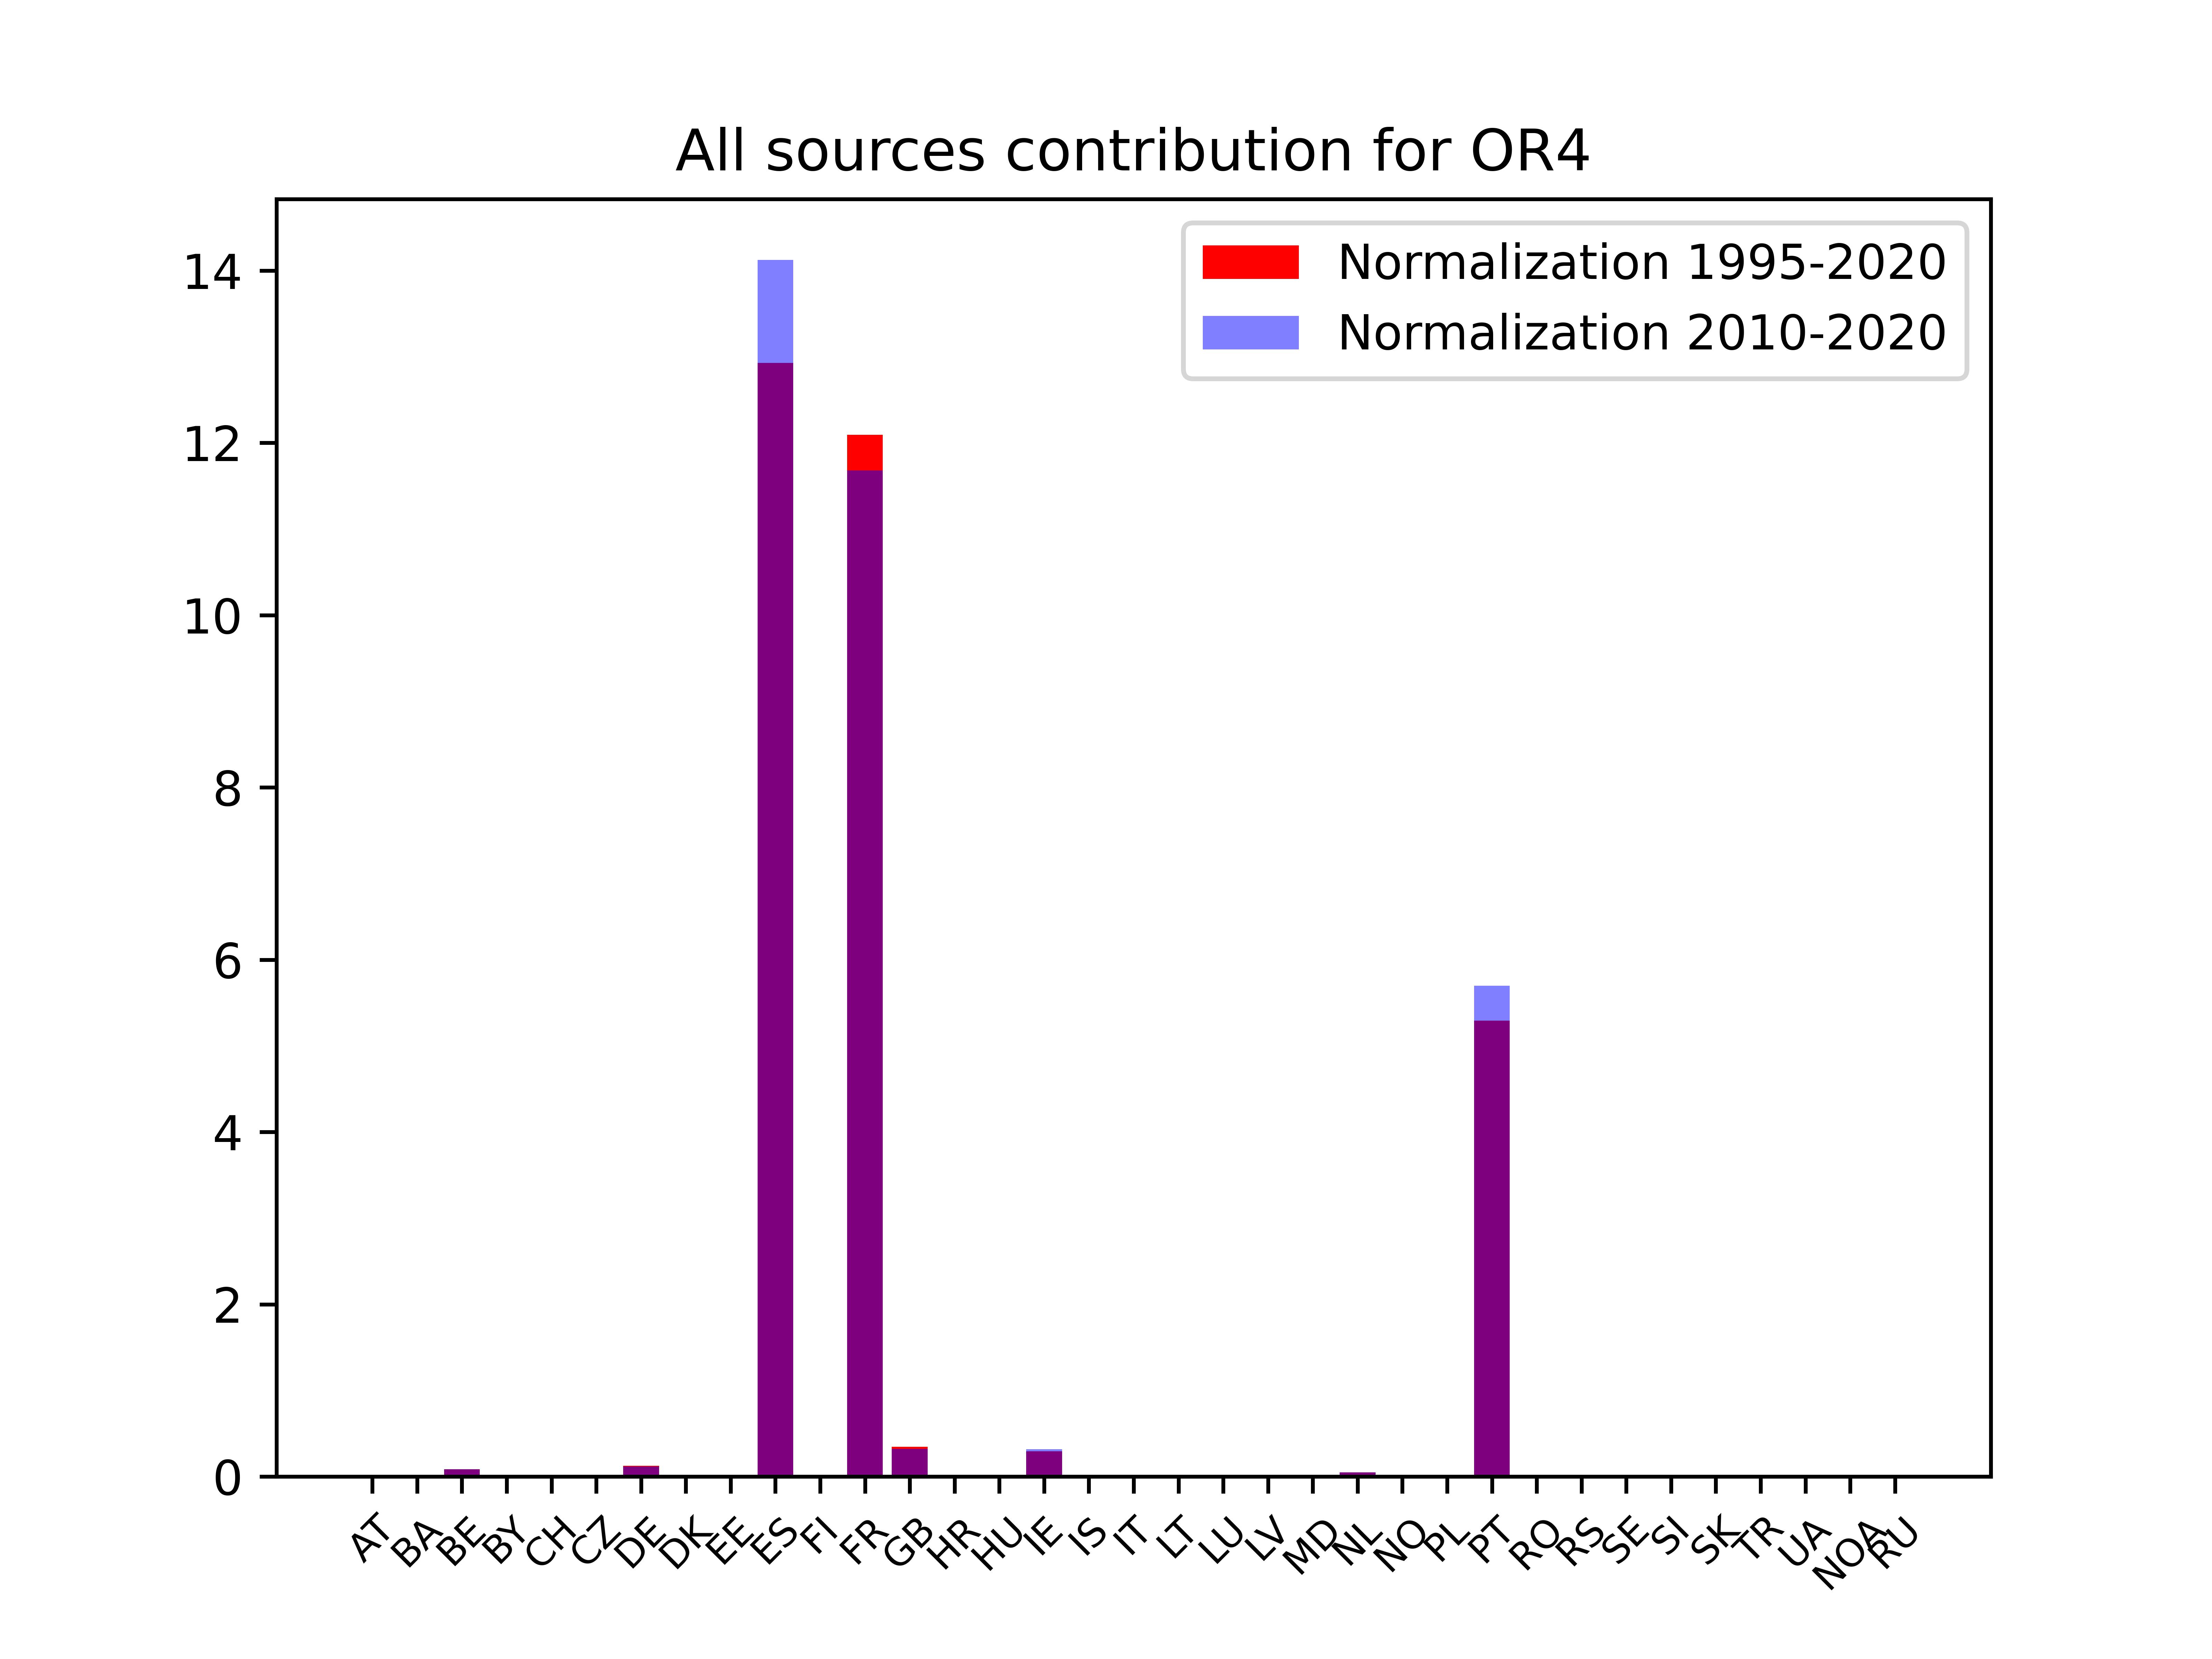 All sources contribution for OR4
Normalization 1995-2020
Normalization 2010-2020
14
12
10
8
6
4
2
0
AT BA BE BY CH CZ DE DK EE ES FI FR GB HR HU IE IS IT LT LU LV MD NL NO PL PT RO RS SE SI SK TR UA NOA RU